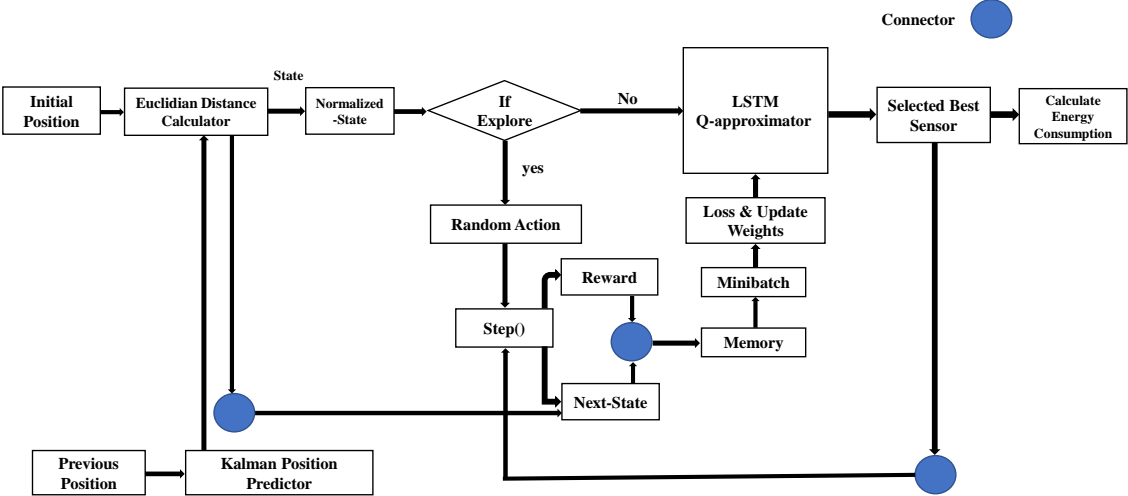 Connector
State
Initial
Position
Euclidian Distance
Calculator
Normalized
-State
If
Explore
No
LSTM
Q-approximator
Selected Best
Sensor
Calculate
Energy
Consumption
yes
Random Action
Loss & Update
Weights
Reward
Minibatch
Step()
Memory
Next-State
Previous
Position
Kalman Position
Predictor